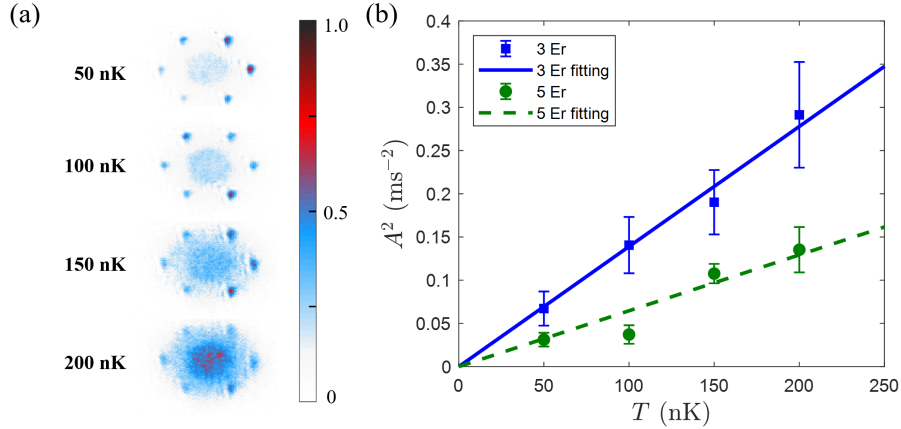 (a)
50 nK
100 nK
150 nK
200 nK
1.0
0.5
0
(b)
0.4
0.35
0.3
0.25
0.2
0.15
0.1
0.05
0
A² (ms⁻²)
3 Er
3 Er fitting
5 Er
5 Er fitting
0 50 100 150 200 250
T (nK)